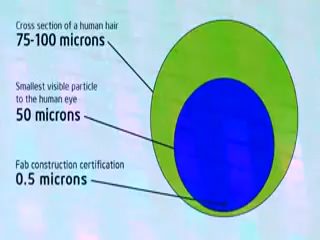 Cross section of a human hair
75-100 microns
Smallest visible particle
to the human eye
50 microns
Fab construction certification
0.5 microns